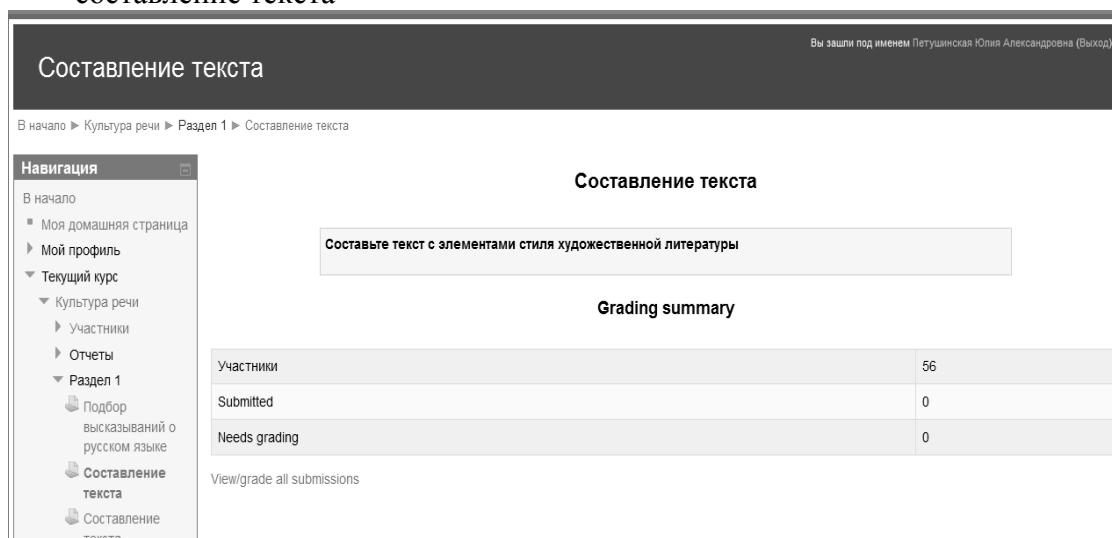 составление текста
Вы зашли под именем Петушинская Юлия Александровна (Выход)
Составление текста
В начало ► Культура речи ► Раздел 1 ► Составление текста
Навигация
В начало
Моя домашняя страница
Мой профиль
Текущий курс
Культура речи
Участники
Отчеты
Раздел 1
Подбор
высказываний о
русском языке
Составление
текста
Составление
текста
Составление текста
Составьте текст с элементами стиля художественной литературы
Grading summary
Участники 56
Submitted 0
Needs grading 0
View/grade all submissions